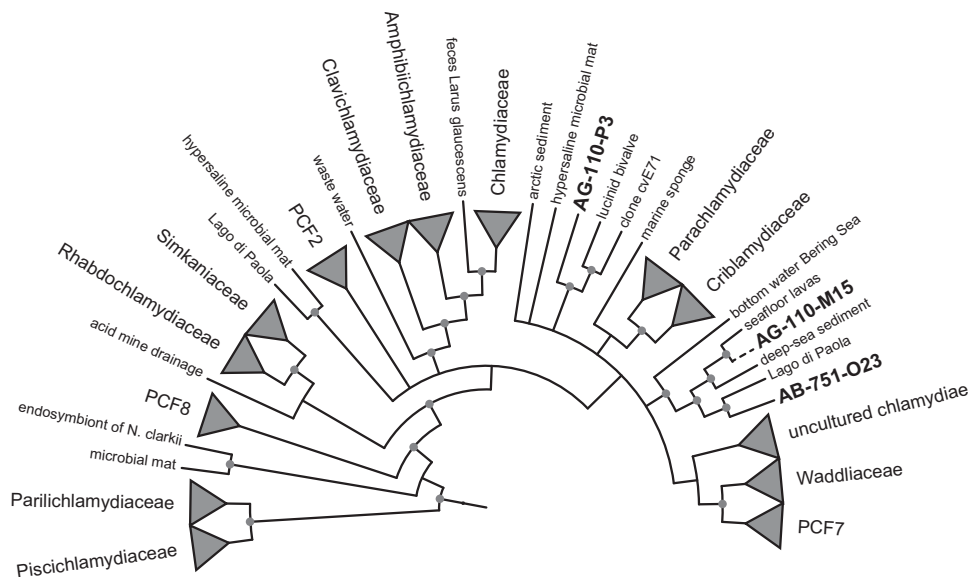 Piscichlamydiaceae
Parilichlamydiaceae
microbial mat
endosymbiont of N. clarkii
PCF8
acid mine drainage
Rhabdochlamydiaceae
Simkaniaceae
Lago di Paola
hypersaline microbial mat
PCF2
waste water
Clavichlamydiaceae
Amphibiichlamydiaceae
feces Larus glaucescens
Chlamydiaceae
arctic sediment
hypersaline microbial mat
AG-110-P3
lucinid bivalve
clone cvE71
marine sponge
Parachlamydiaceae
Criblamydiaceae
bottom water Bering Sea
seafloor lavas
AG-110-M15
deep-sea sediment
Lago di Paola
AB-751-O23
uncultured chlamydiae
Waddliaceae
PCF7